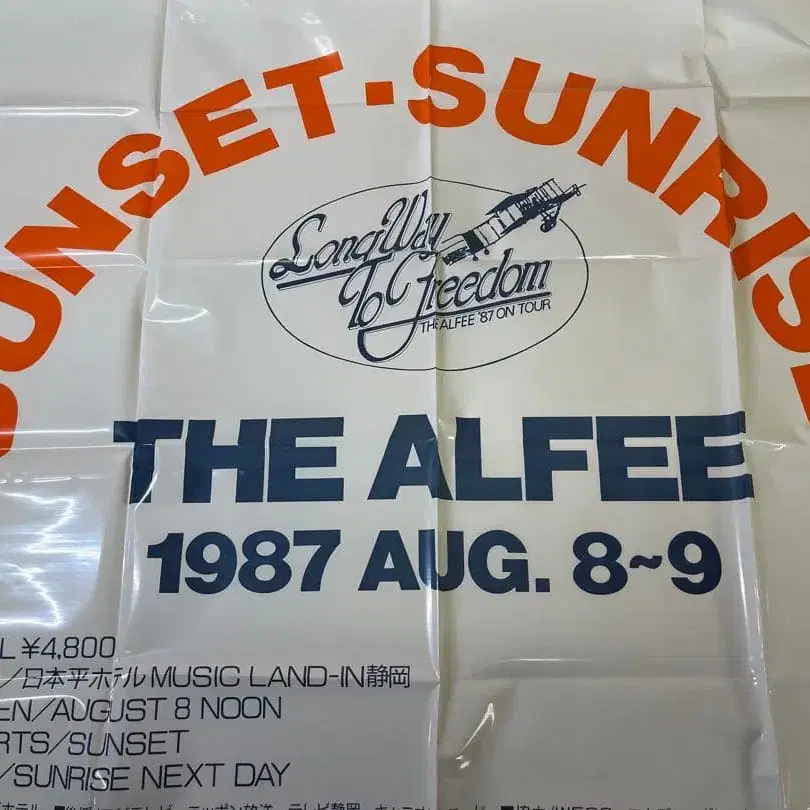 SUNSET·SUNRISE
Long Way
To Freedom
THE ALFEE '87 ON TOUR
THE ALFEE
1987 AUG. 8~9
L ¥4,800
/日本平ホテル MUSIC LAND-IN静岡
EN/AUGUST 8 NOON
RTS/SUNSET
/SUNRISE NEXT DAY